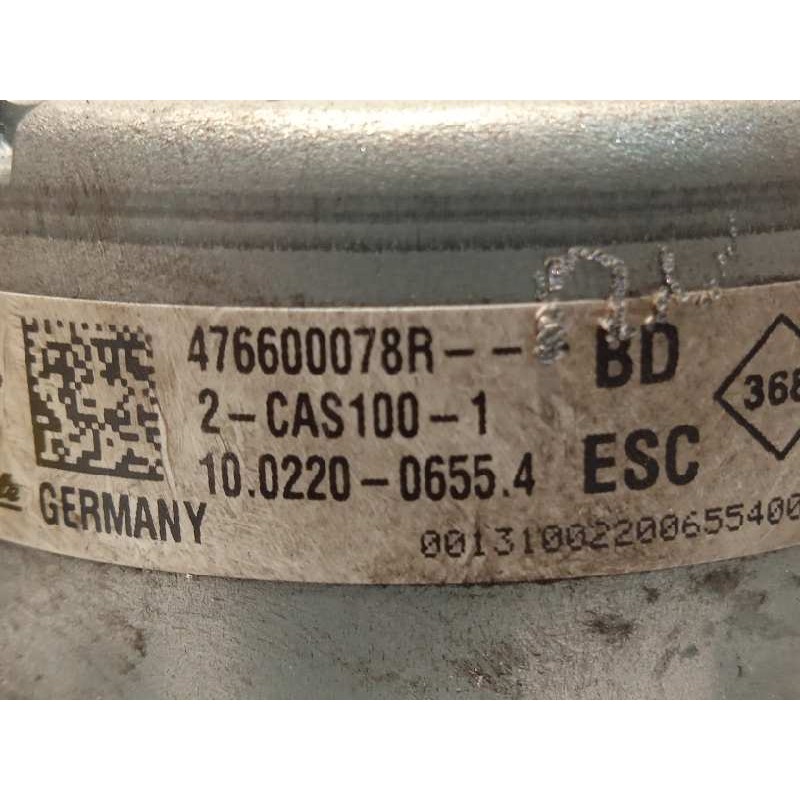 476600078R--- BD
2-CAS100-1
10.0220-0655.4 ESC
368
GERMANY
00131002200655400